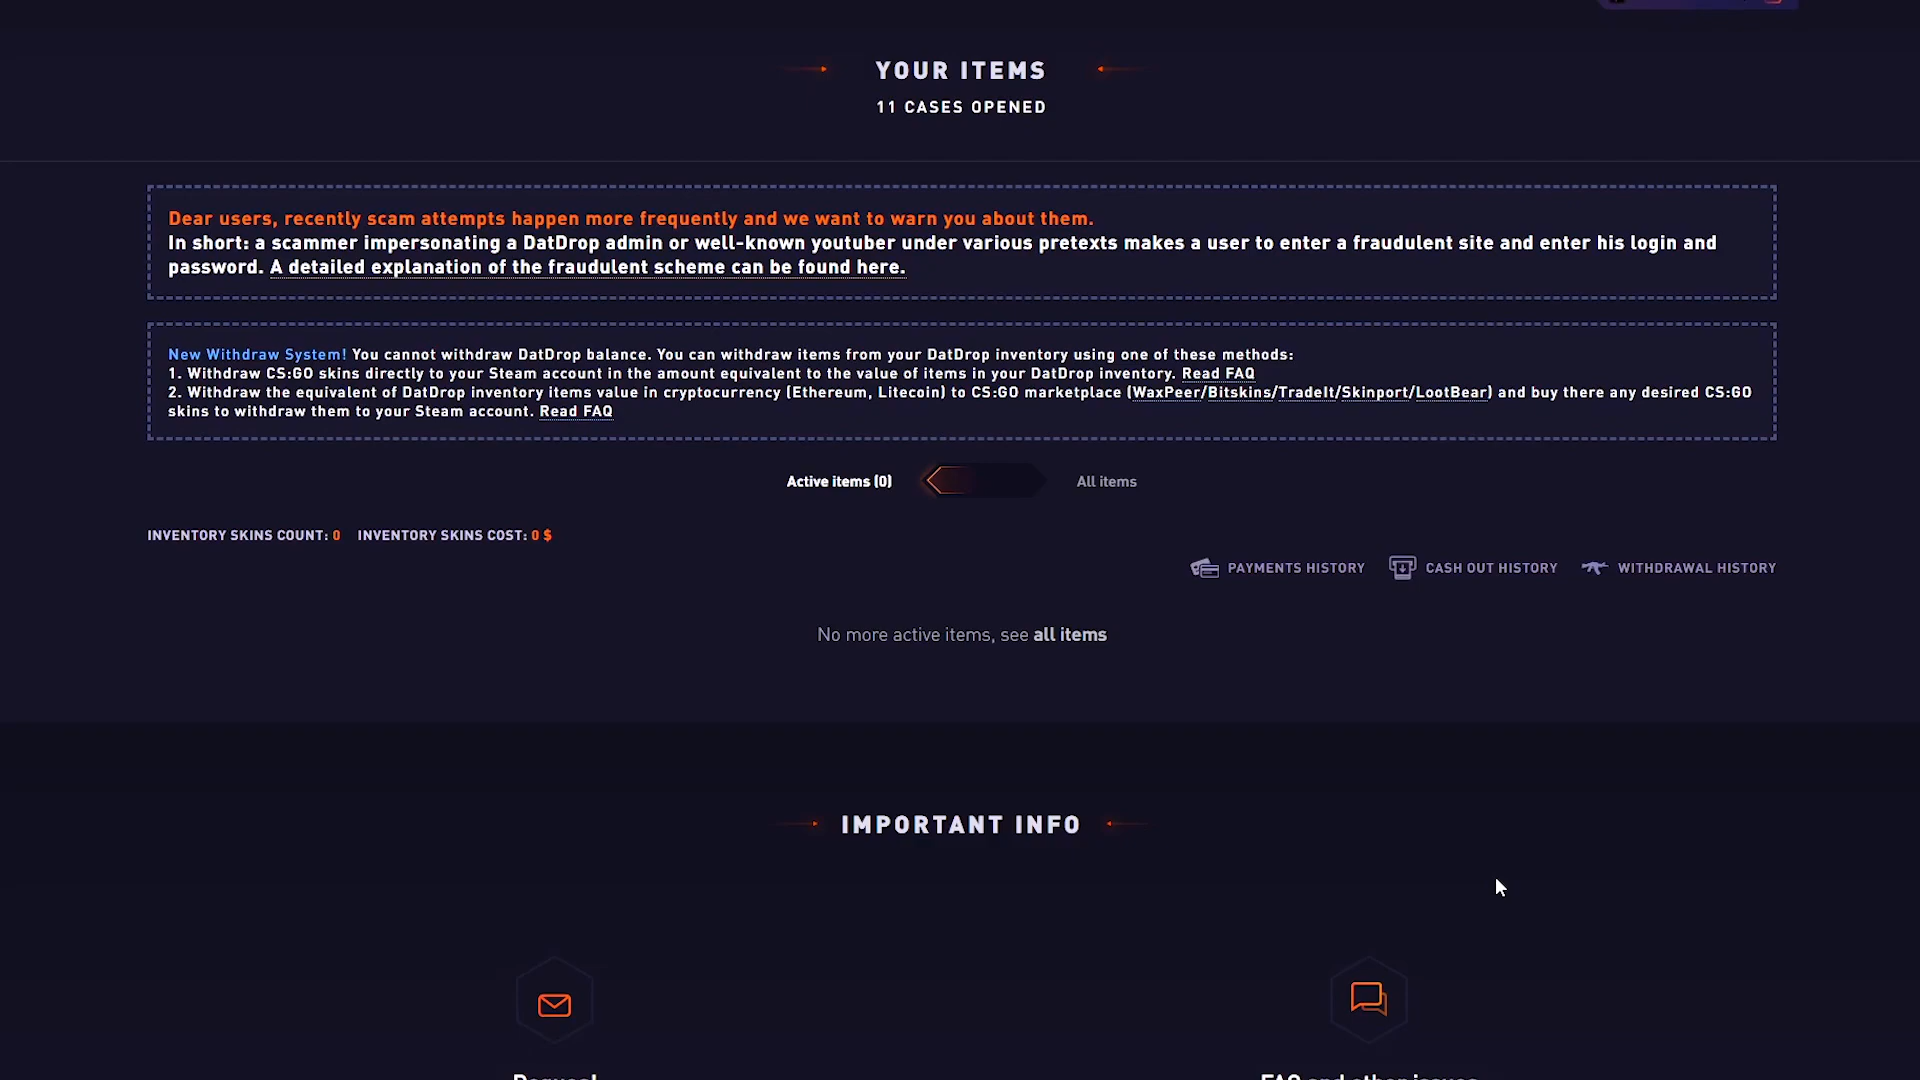 YOUR ITEMS
11 CASES OPENED
Dear users, recently scam attempts happen more frequently and we want to warn you about them.
In short: a scammer impersonating a DatDrop admin or well-known youtuber under various pretexts makes a user to enter a fraudulent site and enter his login and
password. A detailed explanation of the fraudulent scheme can be found here.
New Withdraw System! You cannot withdraw DatDrop balance. You can withdraw items from your DatDrop inventory using one of these methods:
1. Withdraw CS:GO skins directly to your Steam account in the amount equivalent to the value of items in your DatDrop inventory. Read FAQ
2. Withdraw the equivalent of DatDrop inventory items value in cryptocurrency (Ethereum, Litecoin) to CS:GO marketplace (WaxPeer/Bitskins/TradeIt/Skinport/LootBear) and buy there any desired CS:GO
skins to withdraw them to your Steam account. Read FAQ
Active items (0) All items
INVENTORY SKINS COUNT: 0 INVENTORY SKINS COST: 0 $
PAYMENTS HISTORY CASH OUT HISTORY WITHDRAWAL HISTORY
No more active items, see all items
IMPORTANT INFO